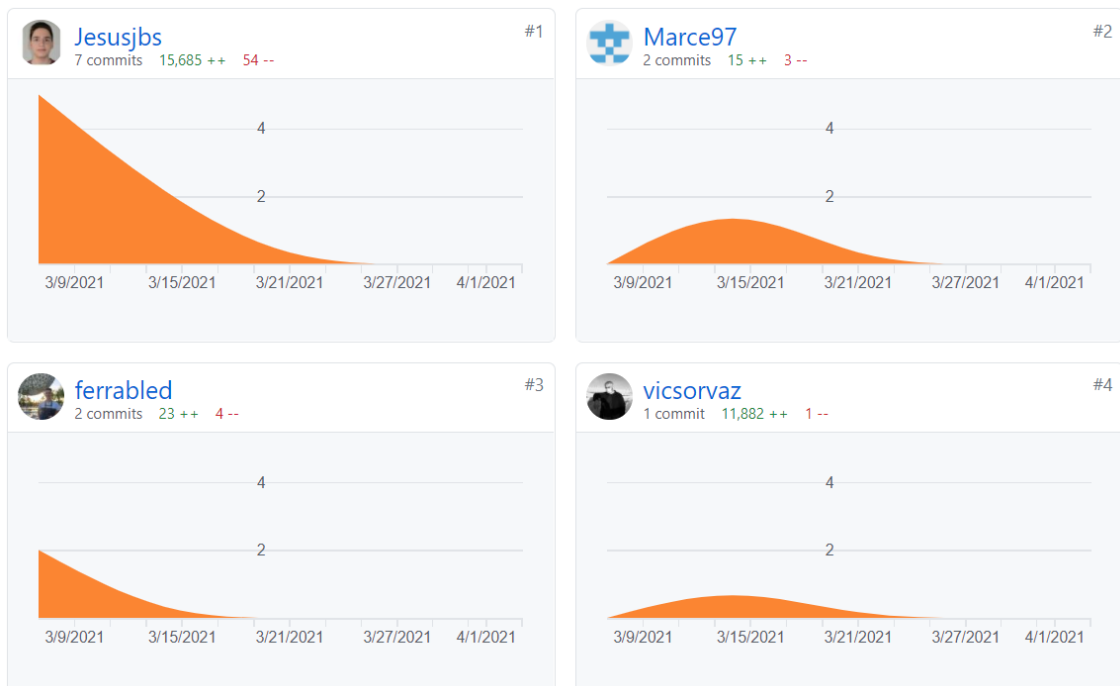 Jesusjbs #1
7 commits 15,685 ++ 54 --
4
2
3/9/2021 3/15/2021 3/21/2021 3/27/2021 4/1/2021
Marce97 #2
2 commits 15 ++ 3 --
4
2
3/9/2021 3/15/2021 3/21/2021 3/27/2021 4/1/2021
ferrabled #3
2 commits 23 ++ 4 --
4
2
3/9/2021 3/15/2021 3/21/2021 3/27/2021 4/1/2021
vicsorvaz #4
1 commit 11,882 ++ 1 --
4
2
3/9/2021 3/15/2021 3/21/2021 3/27/2021 4/1/2021